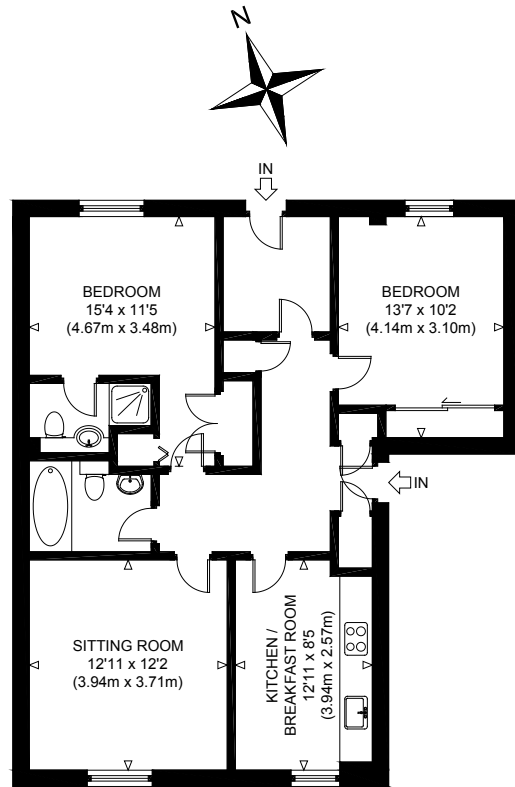 N
IN
BEDROOM
15'4 x 11'5
(4.67m x 3.48m)
BEDROOM
13'7 x 10'2
(4.14m x 3.10m)
IN
SITTING ROOM
12'11 x 12'2
(3.94m x 3.71m)
KITCHEN /
BREAKFAST ROOM
12'11 x 8'5
(3.94m x 2.57m)